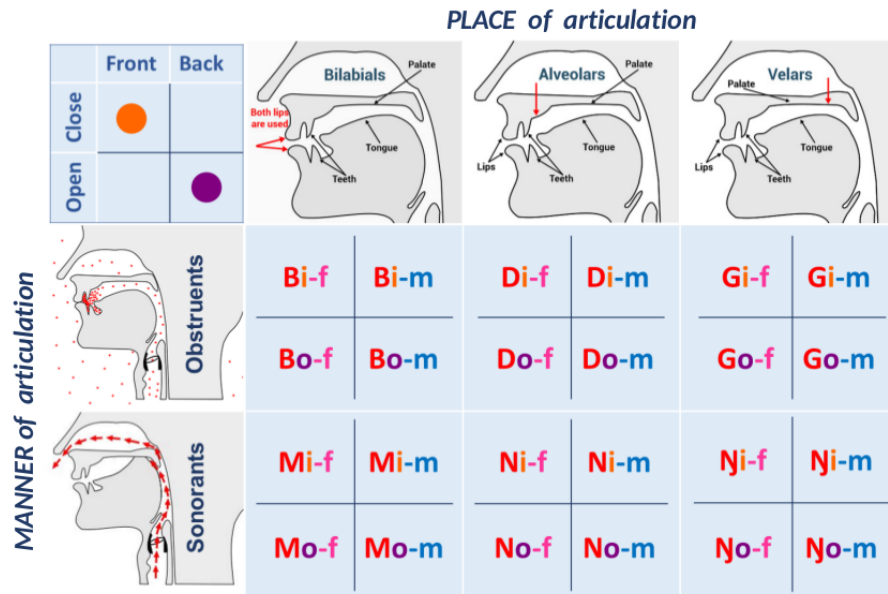 PLACE of articulation
Front Back
Close
Open
Bilabials
Palate
Both lips
are used
Tongue
Teeth
Alveolars
Palate
Tongue
Lips
Teeth
Velars
Palate
Tongue
Lips
Teeth
MANNER of articulation
Obstruents
Bi-f Bi-m Di-f Di-m Gi-f Gi-m
Bo-f Bo-m Do-f Do-m Go-f Go-m
Sonorants
Mi-f Mi-m Ni-f Ni-m Ŋi-f Ŋi-m
Mo-f Mo-m No-f No-m Ŋo-f Ŋo-m